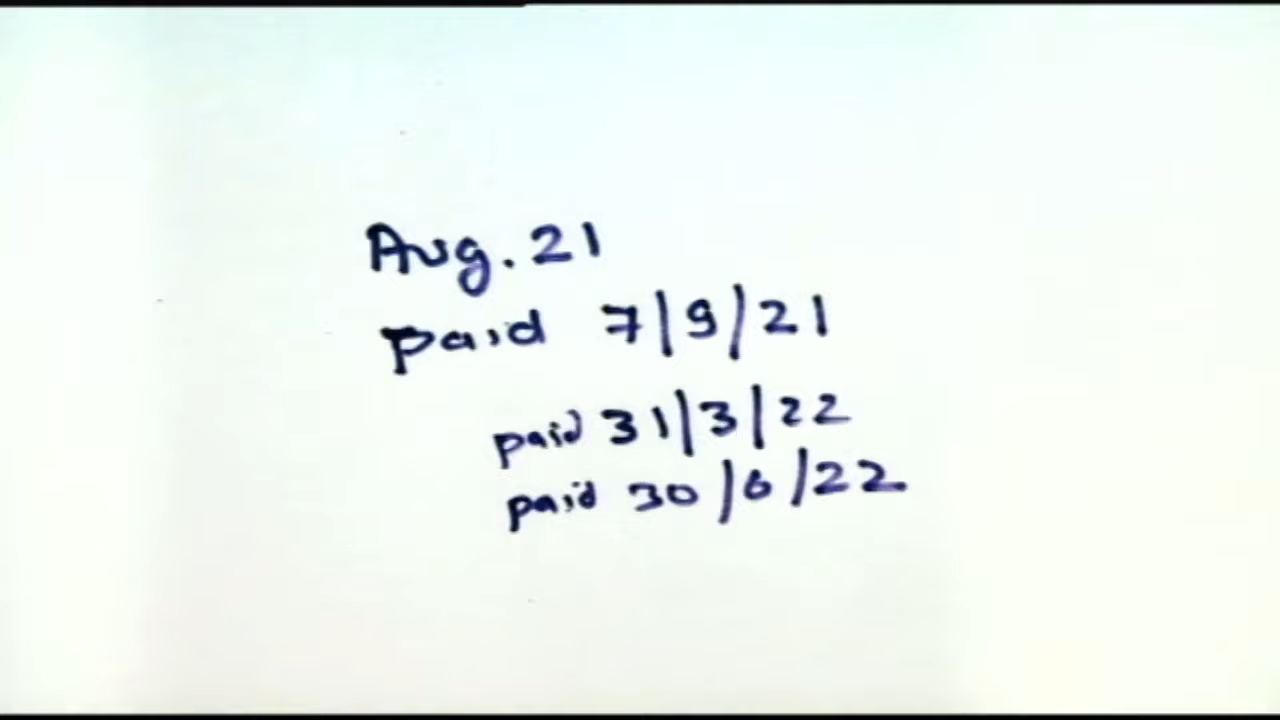 Aug. 21
paid 7/9/21
paid 31/3/22
paid 30/6/22